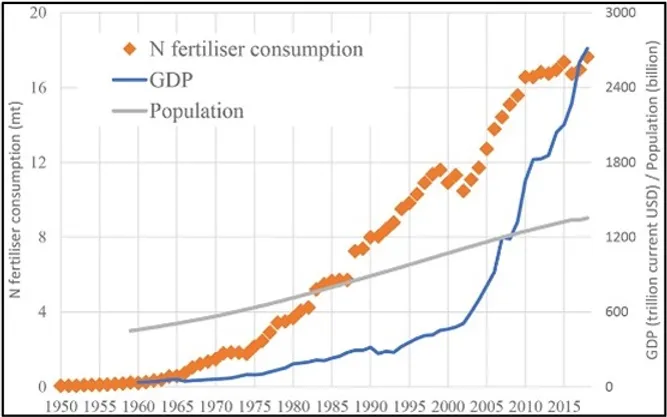 20
16
12
8
4
0
N fertiliser consumption (mt)
N fertiliser consumption
GDP
Population
3000
2400
1800
1200
600
0
GDP (trillion current USD) / Population (billion)
1950 1955 1960 1965 1970 1975 1980 1985 1990 1995 2000 2005 2010 2015